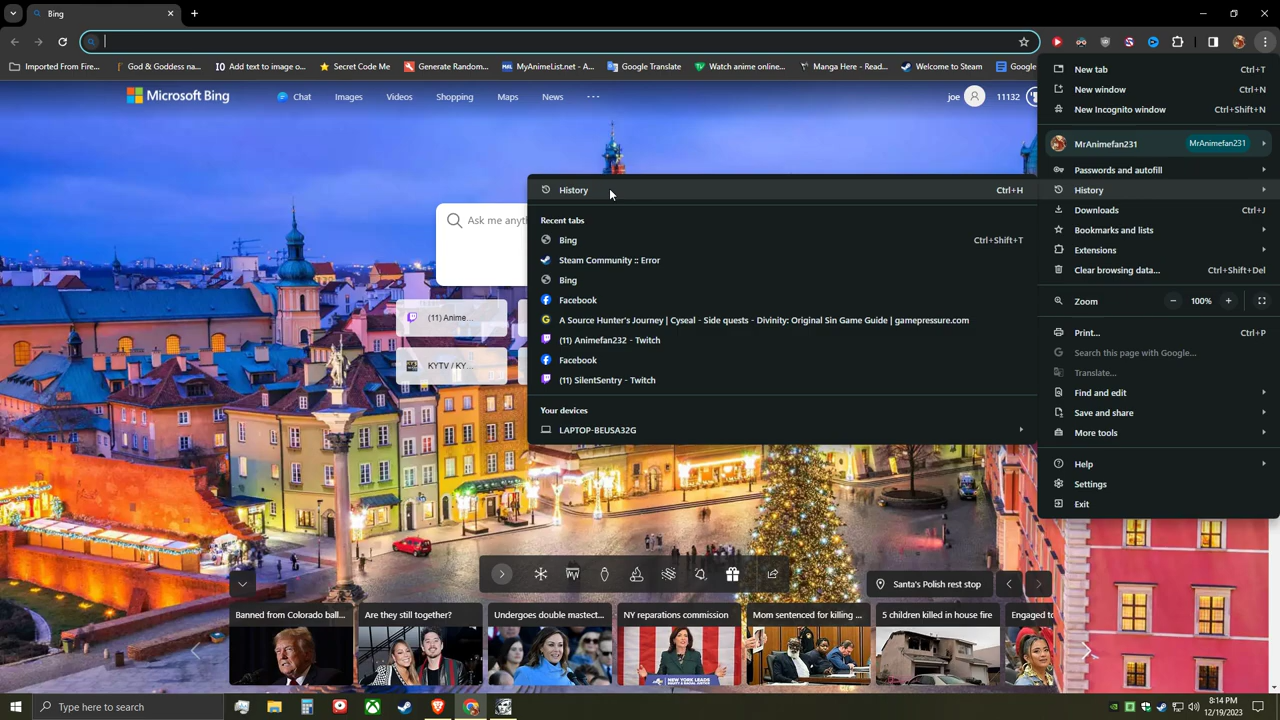 Bing
Imported From Fire...
God & Goddess na...
Add text to image o...
Secret Code Me
Generate Random...
MyAnimeList.net - A...
Google Translate
Watch anime online...
Manga Here - Read...
Welcome to Steam
Google
Microsoft Bing
Chat
Images
Videos
Shopping
Maps
News
joe
11132
Ask me anyth
(11) Anime...
KYTV / KY...
History Ctrl+H
Recent tabs
Bing Ctrl+Shift+T
Steam Community :: Error
Bing
Facebook
A Source Hunter's Journey | Cyseal - Side quests - Divinity: Original Sin Game Guide | gamepressure.com
(11) Animefan232 - Twitch
Facebook
(11) SilentSentry - Twitch
Your devices
LAPTOP-BEUSA32G
New tab Ctrl+T
New window Ctrl+N
New Incognito window Ctrl+Shift+N
MrAnimefan231 MrAnimefan231
Passwords and autofill
History
Downloads Ctrl+J
Bookmarks and lists
Extensions
Clear browsing data... Ctrl+Shift+Del
Zoom − 100% +
Print... Ctrl+P
Search this page with Google...
Translate...
Find and edit
Save and share
More tools
Help
Settings
Exit
Santa's Polish rest stop
Banned from Colorado ball...
Are they still together?
Undergoes double mastect...
NY reparations commission
Mom sentenced for killing ...
5 children killed in house fire
Engaged to
NEW YORK LEADS
Type here to search
8:14 PM
12/19/2023